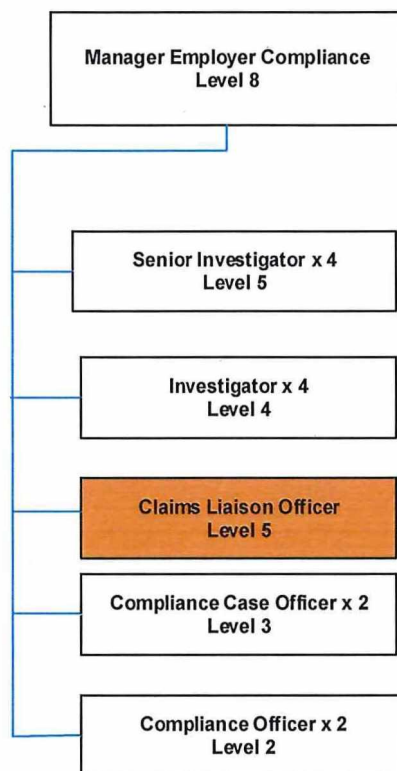 Manager Employer Compliance
Level 8
Senior Investigator x 4
Level 5
Investigator x 4
Level 4
Claims Liaison Officer
Level 5
Compliance Case Officer x 2
Level 3
Compliance Officer x 2
Level 2